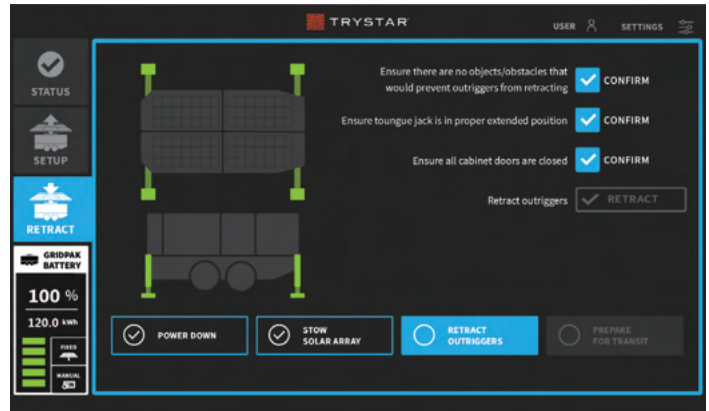 TRYSTAR
USER
SETTINGS
STATUS
SETUP
RETRACT
GRIDPAK
BATTERY
100 %
120.0 kWh
FIXED
MANUAL
Ensure there are no objects/obstacles that
would prevent outriggers from retracting
CONFIRM
Ensure toungue jack is in proper extended position
CONFIRM
Ensure all cabinet doors are closed
CONFIRM
Retract outriggers
RETRACT
POWER DOWN
STOW
SOLAR ARRAY
RETRACT
OUTRIGGERS
PREPARE
FOR TRANSIT